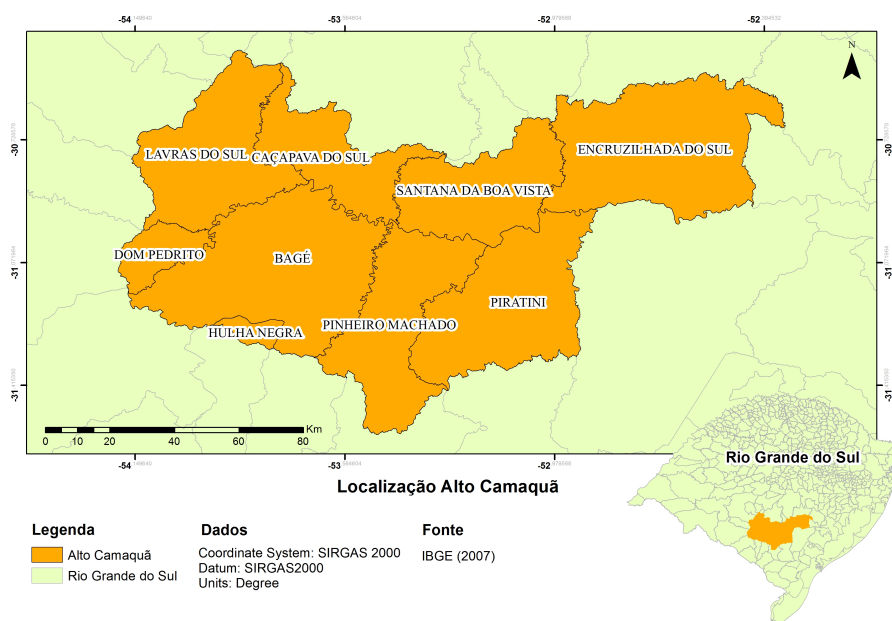 -54 -53 -52 -52
N
-30 -30
LAVRAS DO SUL
CAÇAPAVA DO SUL
ENCRUZILHADA DO SUL
SANTANA DA BOA VISTA
-31 -31
DOM PEDRITO
BAGÉ
PIRATINI
HULHA NEGRA
PINHEIRO MACHADO
-31 -31
Km
0 10 20 40 60 80
-54 -53 -52
Rio Grande do Sul
Localização Alto Camaquã
Legenda
Alto Camaquã
Rio Grande do Sul
Dados
Coordinate System: SIRGAS 2000
Datum: SIRGAS2000
Units: Degree
Fonte
IBGE (2007)